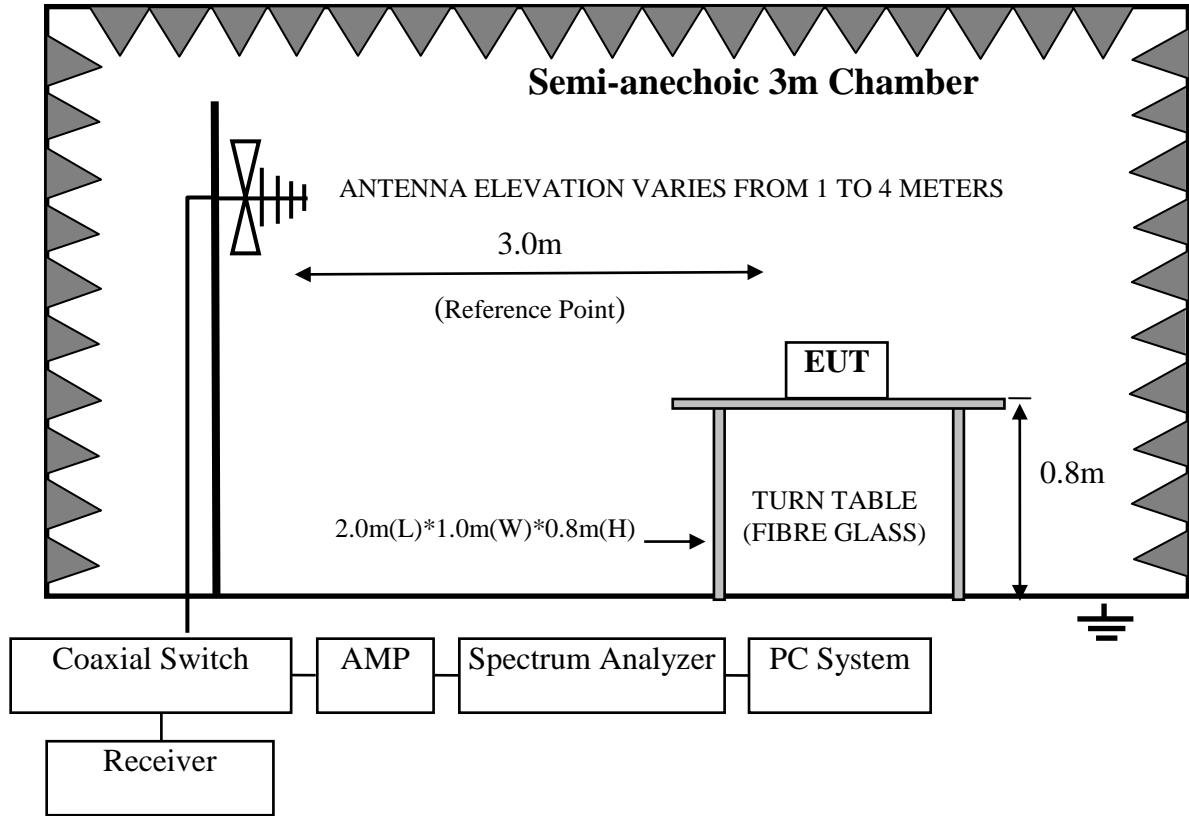 Semi-anechoic 3m Chamber
ANTENNA ELEVATION VARIES FROM 1 TO 4 METERS
3.0m
(Reference Point)
EUT
0.8m
TURN TABLE
(FIBRE GLASS)
2.0m(L)*1.0m(W)*0.8m(H)
Coaxial Switch
AMP
Spectrum Analyzer
PC System
Receiver